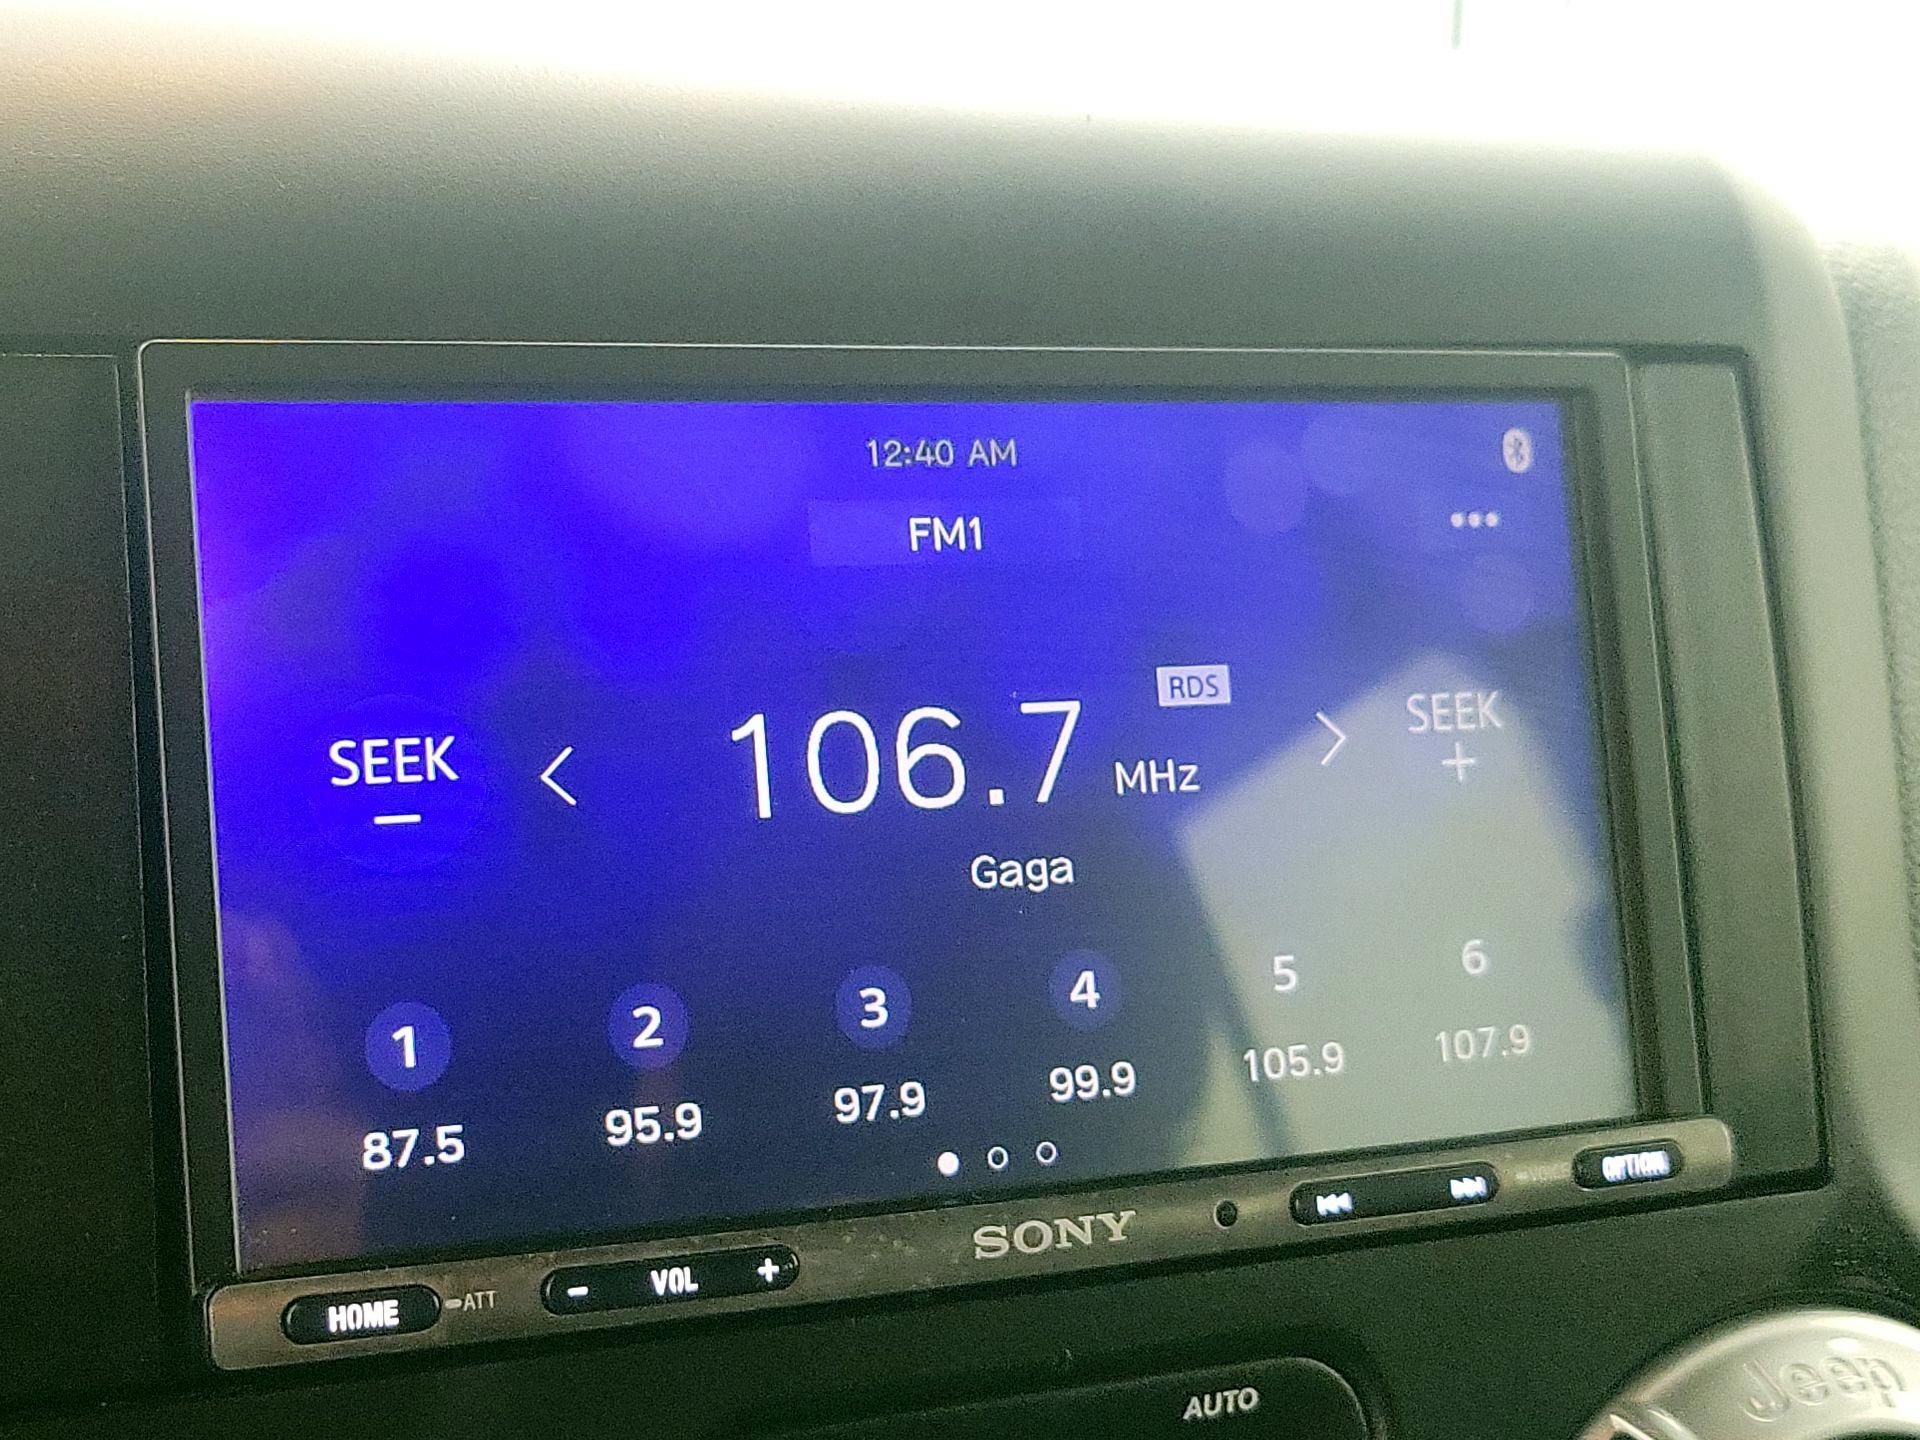 12:40 AM
FM1
•••
RDS
SEEK
−
<
106.7 MHz
>
SEEK
+
Gaga
1 2 3 4 5 6
87.5 95.9 97.9 99.9 105.9 107.9
SONY
HOME
ATT
- VOL +
VOICE
OPTION
AUTO
Jeep